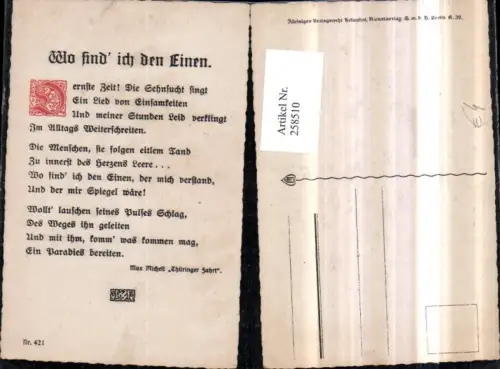 Wo find' ich den Einen.
O ernste Zeit! Die Sehnsucht singt
Ein Lied von Einsamkeiten
Und meiner Stunden Leid verklingt
Im Alltags Weiterschreiten.
Die Menschen, sie folgen eitlem Tand
Zu innerst des Herzens Leere...
Wo find' ich den Einen, der mich verstand,
Und der mir Spiegel wäre!
Wollt' lauschen seines Pulses Schlag,
Des Weges ihn geleiten
Und mit ihm, komm' was kommen mag,
Ein Paradies bereiten.
Max Michell „Thüringer Fahrt".
Nr. 421
Alleiniges Verlagsrecht G. m. b. H. Berlin
Artikel Nr.
258510